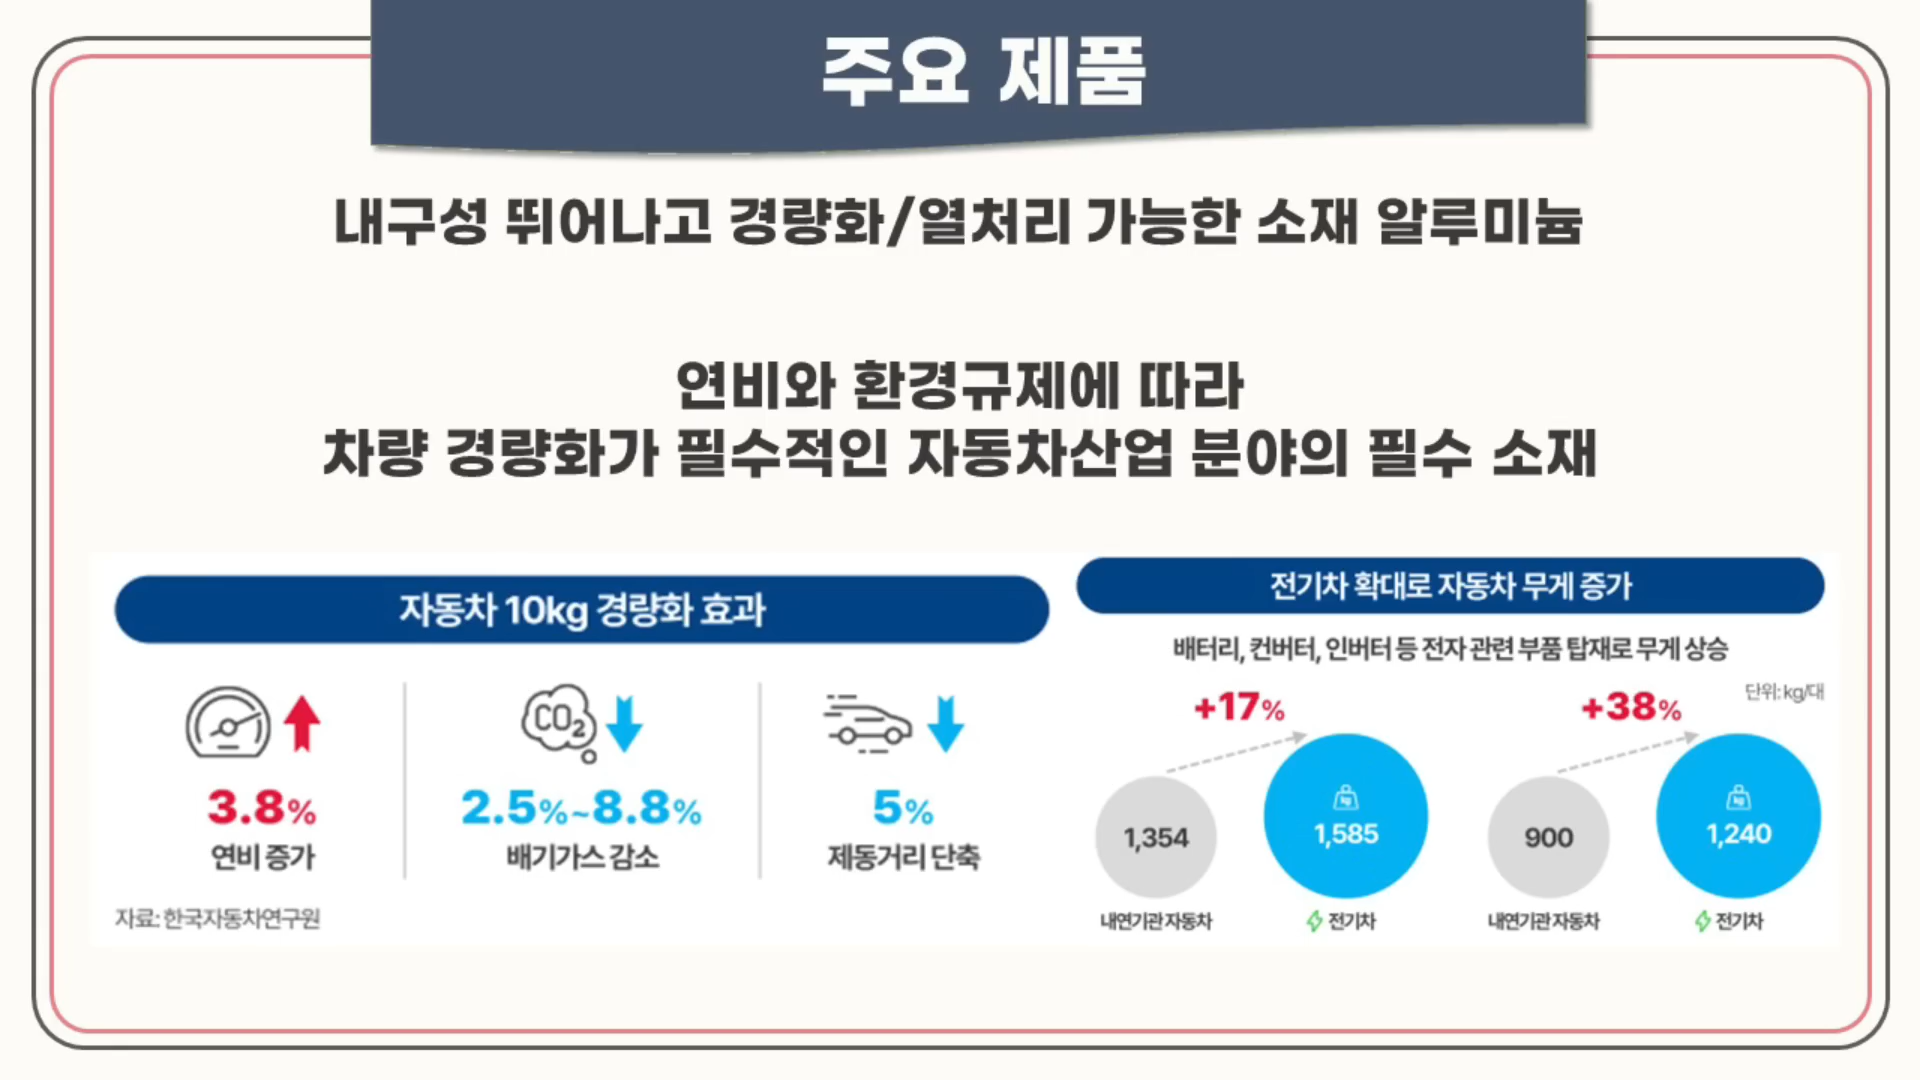 주요 제품
내구성 뛰어나고 경량화/열처리 가능한 소재 알루미늄
연비와 환경규제에 따라
차량 경량화가 필수적인 자동차산업 분야의 필수 소재
자동차 10kg 경량화 효과
CO2
3.8%
연비 증가
2.5%~8.8%
배기가스 감소
5%
제동거리 단축
자료: 한국자동차연구원
전기차 확대로 자동차 무게 증가
배터리, 컨버터, 인버터 등 전자 관련 부품 탑재로 무게 상승
단위: kg/대
+17%
1,354
내연기관 자동차
kg
1,585
전기차
+38%
900
내연기관 자동차
kg
1,240
전기차